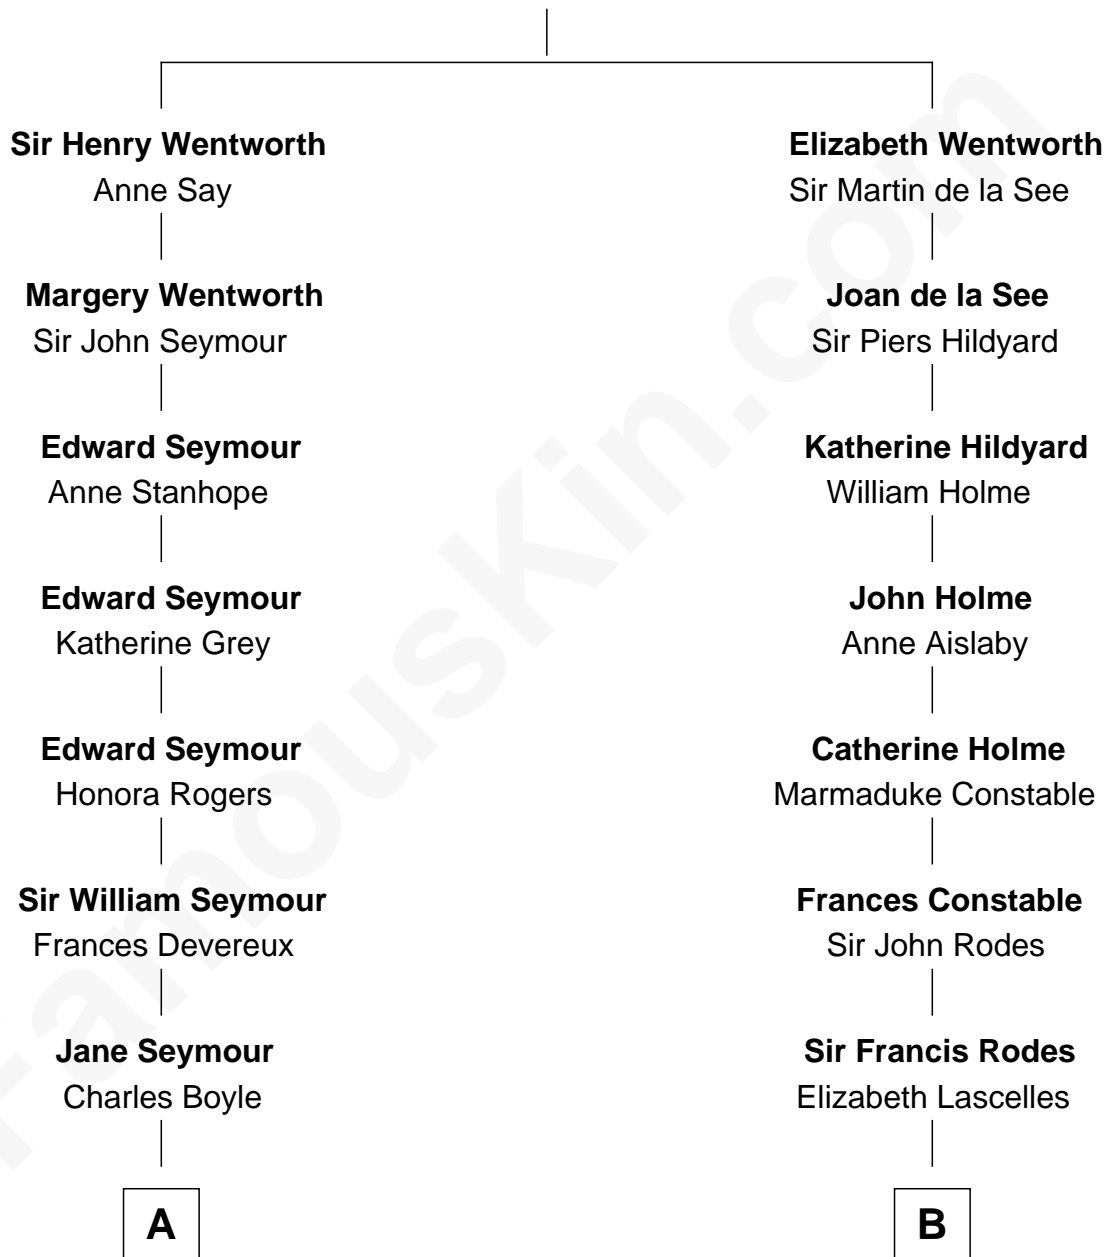 Sir Henry Wentworth
Anne Say
Margery Wentworth
Sir John Seymour
Edward Seymour
Anne Stanhope
Edward Seymour
Katherine Grey
Edward Seymour
Honora Rogers
Sir William Seymour
Frances Devereux
Jane Seymour
Charles Boyle
A
Elizabeth Wentworth
Sir Martin de la See
Joan de la See
Sir Piers Hildyard
Katherine Hildyard
William Holme
John Holme
Anne Aislaby
Catherine Holme
Marmaduke Constable
Frances Constable
Sir John Rodes
Sir Francis Rodes
Elizabeth Lascelles
B
FamousKin.com